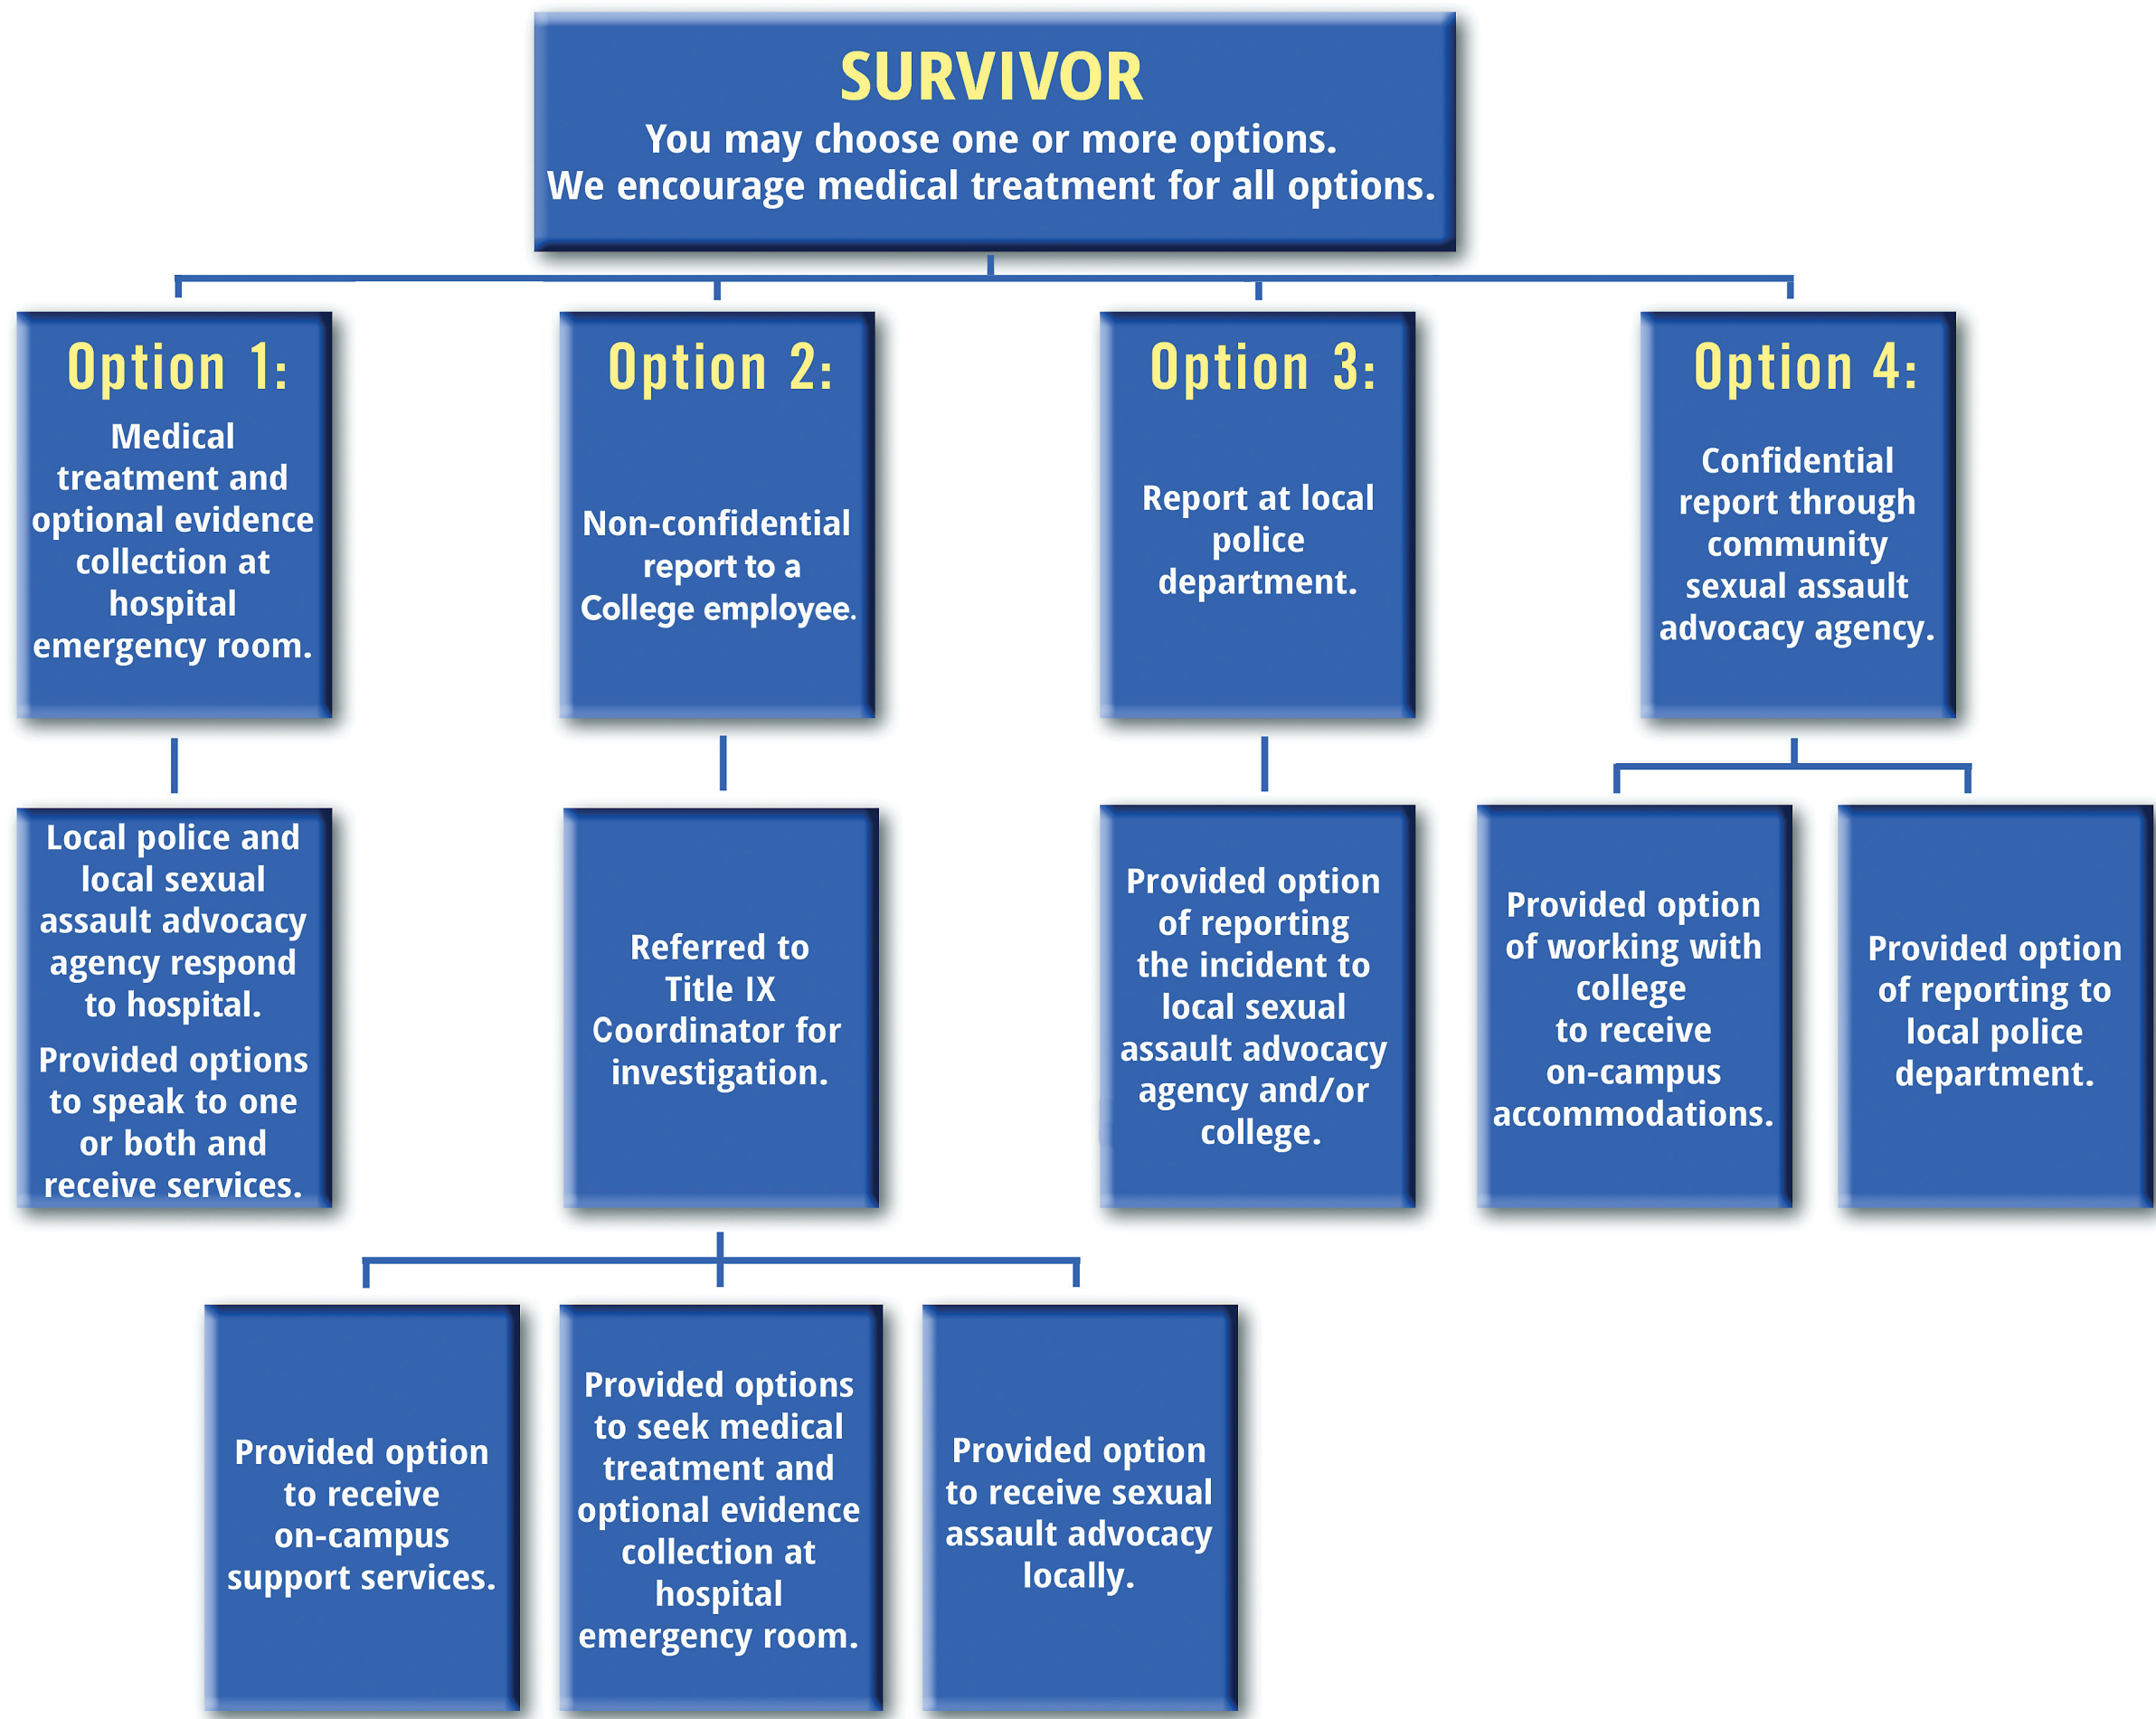 SURVIVOR
You may choose one or more options.
We encourage medical treatment for all options.
Option 1:
Medical
treatment and
optional evidence
collection at
hospital
emergency room.
Option 2:
Non-confidential
report to a
College employee.
Option 3:
Report at local
police
department.
Option 4:
Confidential
report through
community
sexual assault
advocacy agency.
Local police and
local sexual
assault advocacy
agency respond
to hospital.
Provided options
to speak to one
or both and
receive services.
Referred to
Title IX
Coordinator for
investigation.
Provided option
of reporting
the incident to
local sexual
assault advocacy
agency and/or
college.
Provided option
of working with
college
to receive
on-campus
accommodations.
Provided option
of reporting to
local police
department.
Provided option
to receive
on-campus
support services.
Provided options
to seek medical
treatment and
optional evidence
collection at
hospital
emergency room.
Provided option
to receive sexual
assault advocacy
locally.